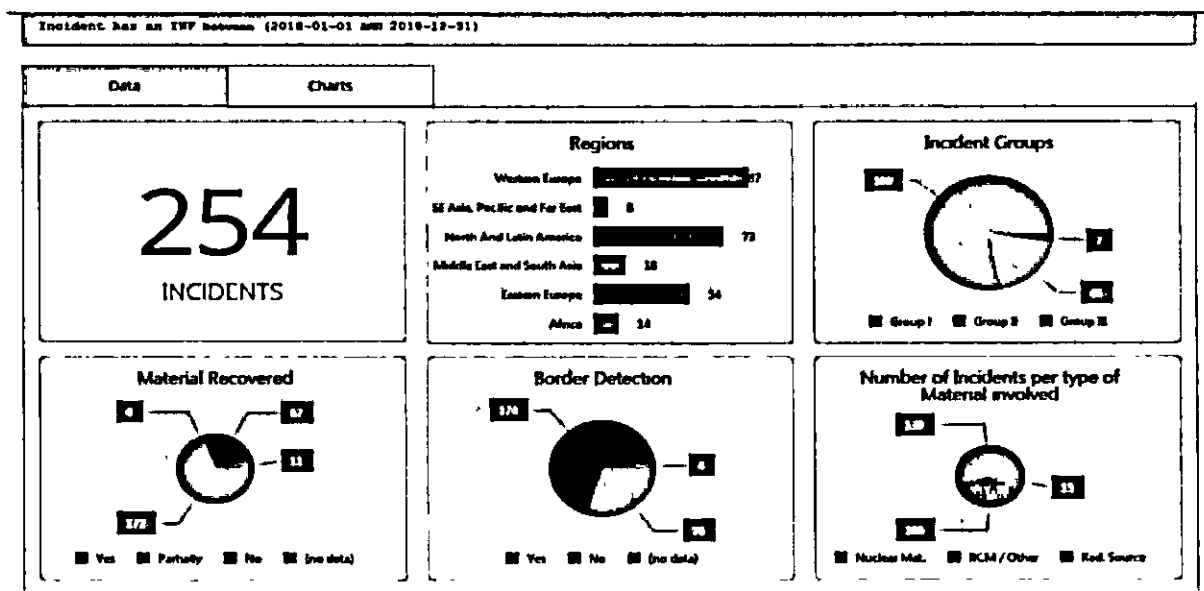 Incident has an INF between (2018-01-01 AND 2018-12-31)
Data
Charts
254
INCIDENTS
Regions
Western Europe 87
SE Asia, Pacific and Far East 8
North And Latin America 73
Middle East and South Asia 18
Eastern Europe 54
Africa 14
Incident Groups
7
Group I Group II Group III
Material Recovered
67
11
Yes Partially No (no data)
Border Detection
4
Yes No (no data)
Number of Incidents per type of
Material involved
Nuclear Mat. RCM / Other Rad. Source